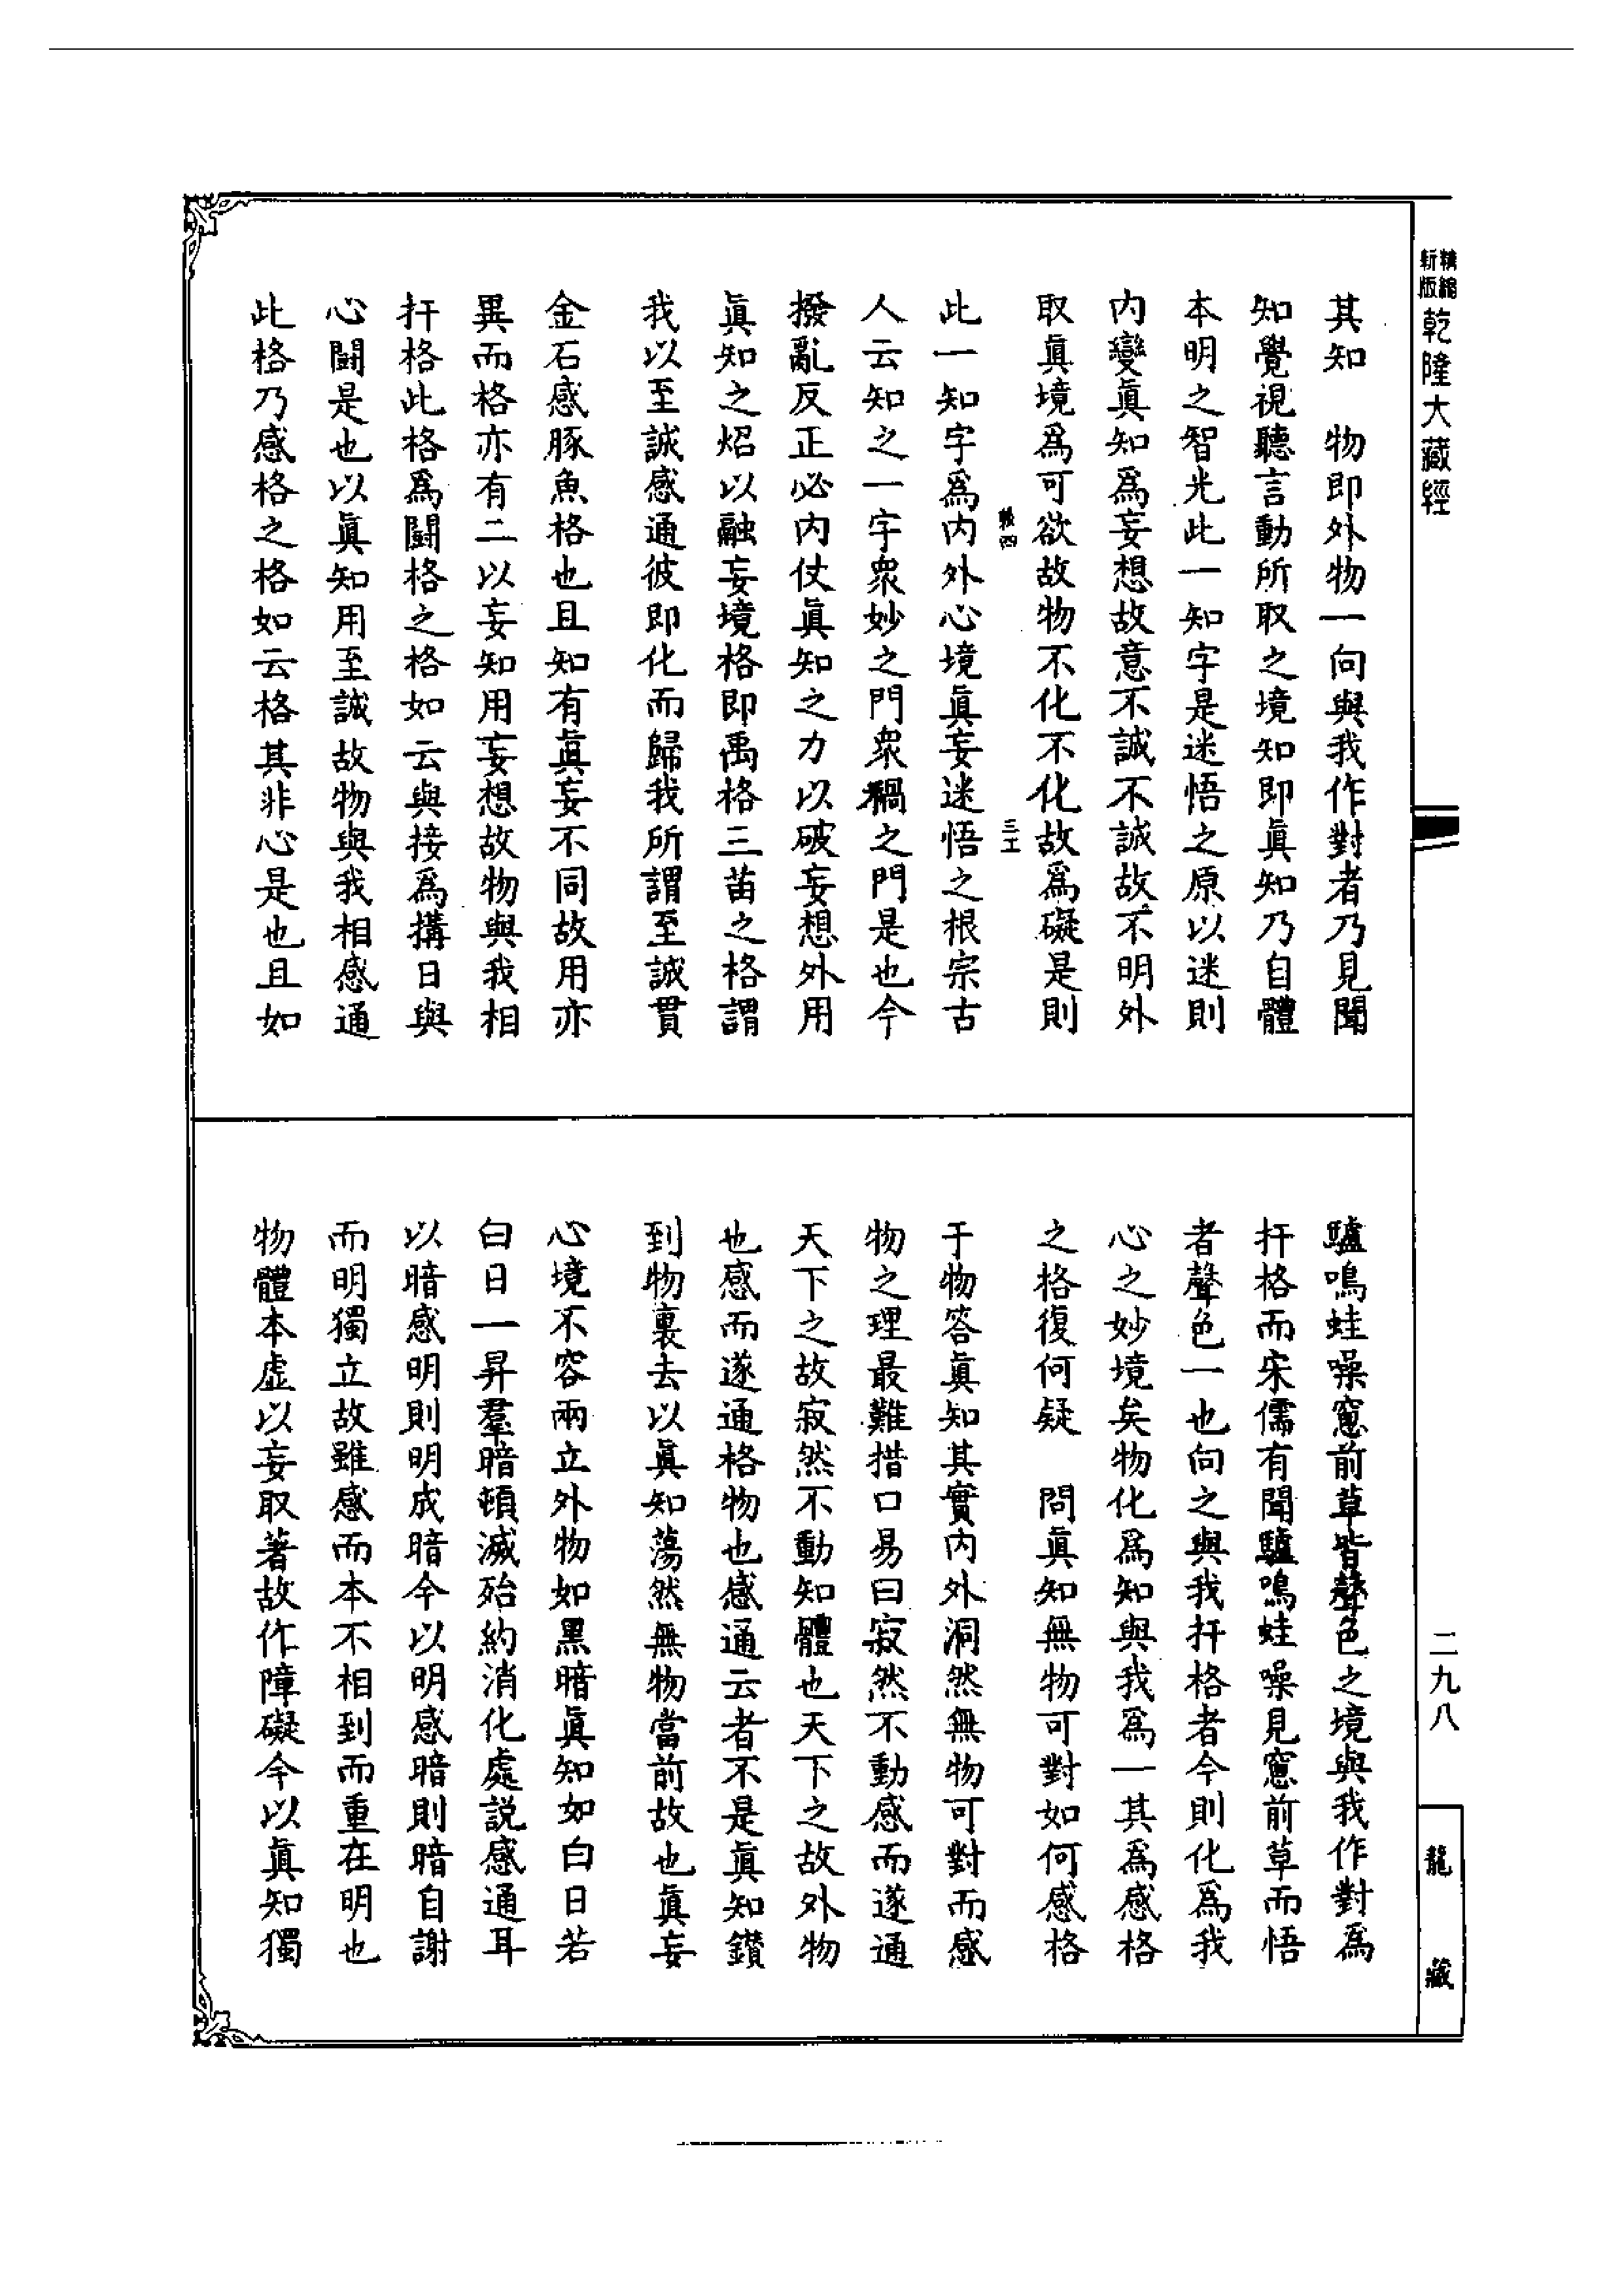 精縮
新版
乾隆大藏經
其知　物即外物一向與我作對者乃見聞
知覺視聽言動所取之境知即眞知乃自體
本明之智光此一知字是迷悟之原以迷則
內變眞知爲妄想故意不誠不誠故不明外
取眞境爲可欲故物不化不化故爲礙是則
四
三十
此一知字爲內外心境眞妄迷悟之根宗古
人云知之一字衆妙之門衆禍之門是也今
撥亂反正必內仗眞知之力以破妄想外用
眞知之炤以融妄境格即禹格三苗之格謂
我以至誠感通彼即化而歸我所謂至誠貫
金石感豚魚格也且知有眞妄不同故用亦
異而格亦有二以妄知用妄想故物與我相
扞格此格爲鬬格之格如云與接爲搆日與
心鬬是也以眞知用至誠故物與我相感通
此格乃感格之格如云格其非心是也且如
驢鳴蛙噪窻前草皆聲色之境與我作對爲
扞格而宋儒有聞驢鳴蛙噪見窻前草而悟
者聲色一也向之與我扞格者今則化爲我
心之妙境矣物化爲知與我爲一其爲感格
之格復何疑　問眞知無物可對如何感格
于物答眞知其實內外洞然無物可對而感
物之理最難措口易曰寂然不動感而遂通
天下之故寂然不動知體也天下之故外物
也感而遂通格物也感通云者不是眞知鑽
到物裏去以眞知蕩然無物當前故也眞妄
心境不容兩立外物如黑暗眞知如白日若
白日一昇羣暗頓滅殆約消化處説感通耳
以暗感明則明成暗今以明感暗則暗自謝
而明獨立故雖感而本不相到而重在明也
物體本虛以妄取著故作障礙今以眞知獨
二九八
龍藏